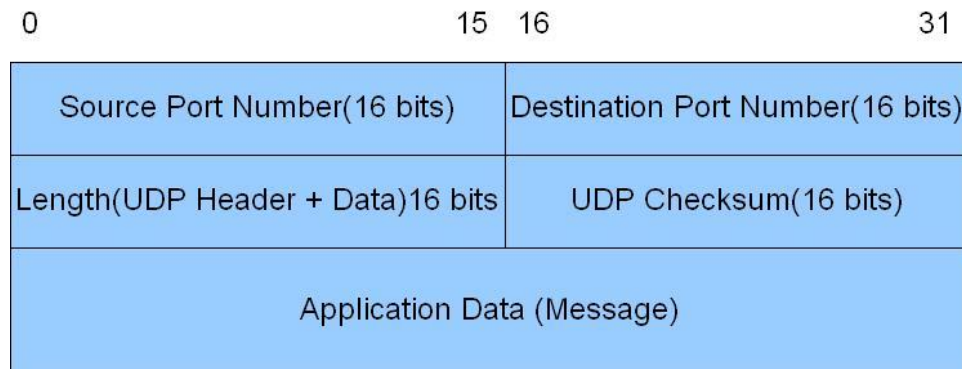 0 15 16 31
Source Port Number(16 bits) Destination Port Number(16 bits)
Length(UDP Header + Data)16 bits UDP Checksum(16 bits)
Application Data (Message)